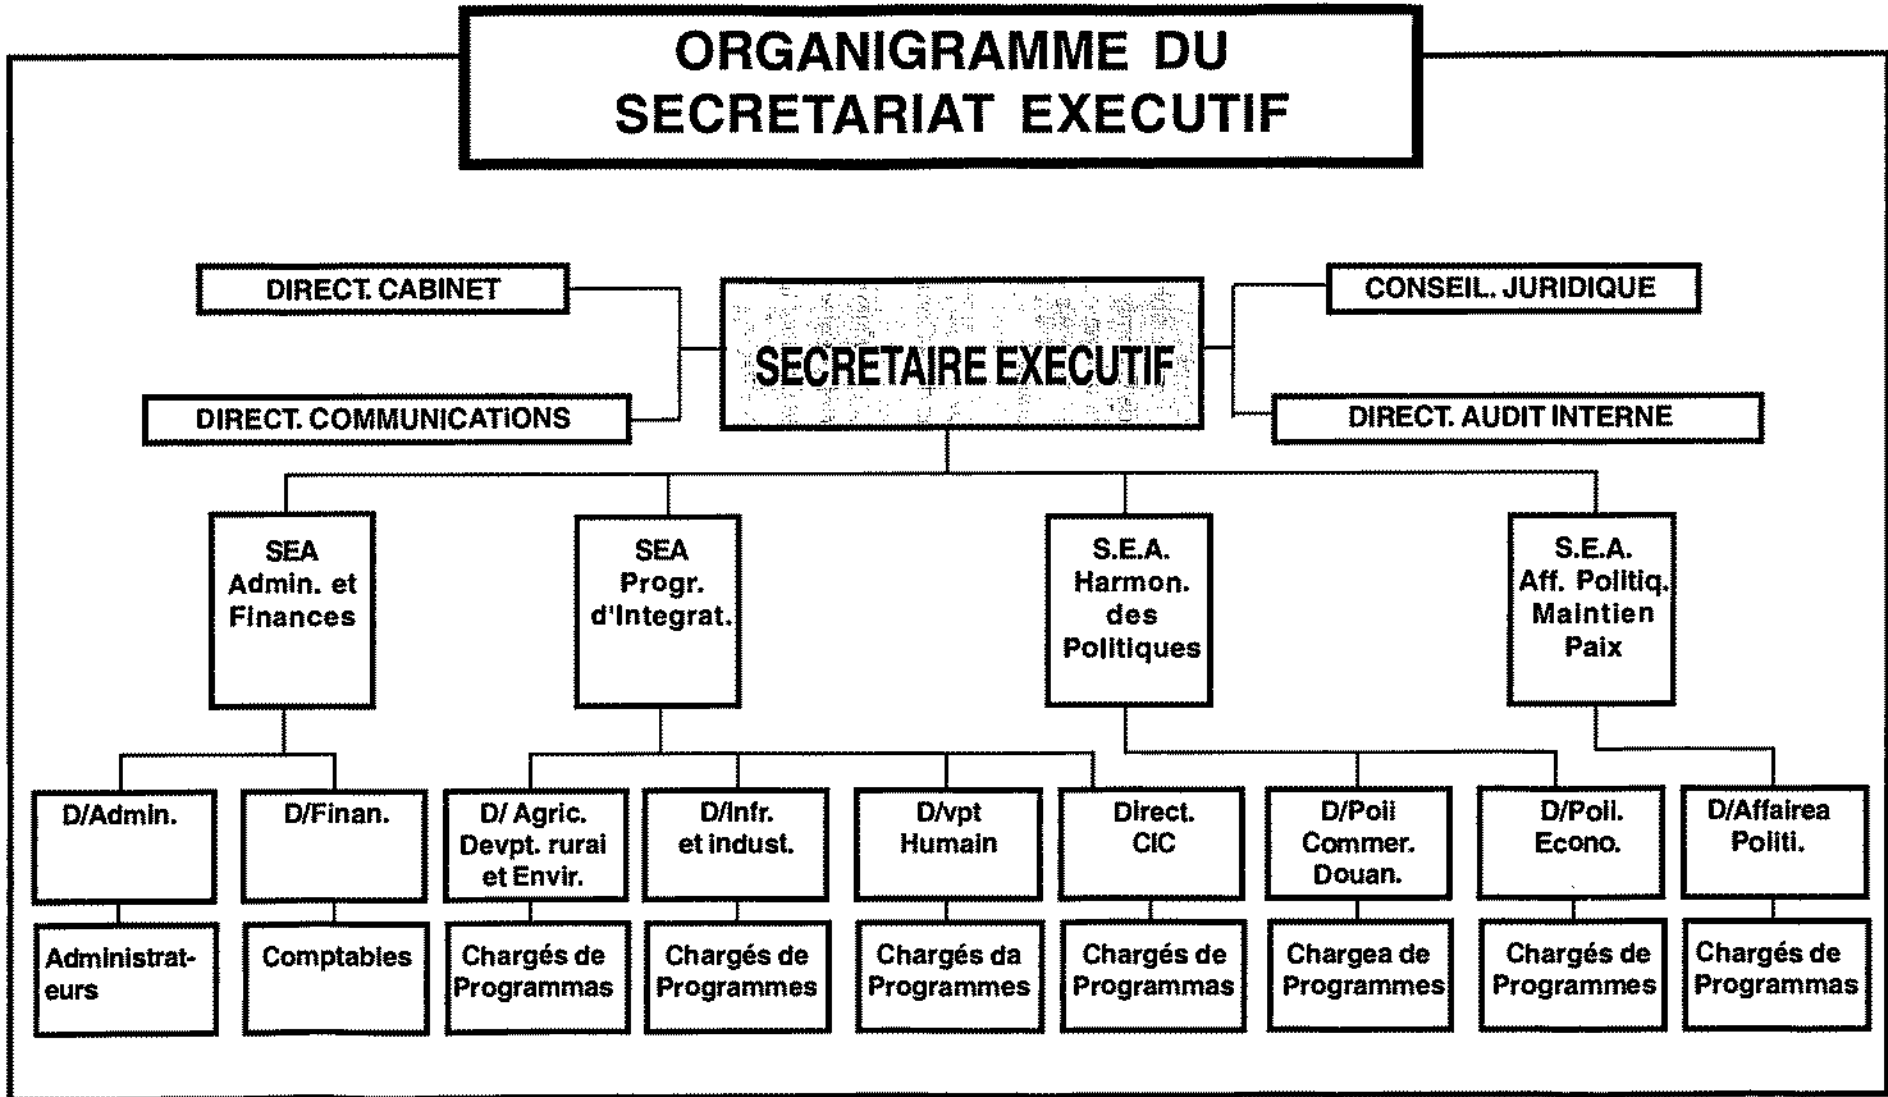 ORGANIGRAMME DU
SECRETARIAT EXECUTIF
DIRECT. CABINET
CONSEIL. JURIDIQUE
SECRETAIRE EXECUTIF
DIRECT. COMMUNICATiONS
DIRECT. AUDIT INTERNE
SEA
Admin. et
Finances
SEA
Progr.
d'Integrat.
S.E.A.
Harmon.
des
Politiques
S.E.A.
Aff. Politiq.
Maintien
Paix
D/Admin.
D/Finan.
D/ Agric.
Devpt. rurai
et Envir.
D/Infr.
et indust.
D/vpt
Humain
Direct.
CIC
D/Poii
Commer.
Douan.
D/Poii.
Econo.
D/Affairea
Politi.
Administrat-
eurs
Comptables
Chargés de
Programmas
Chargés de
Programmes
Chargés da
Programmes
Chargés de
Programmas
Chargea de
Programmes
Chargés de
Programmes
Chargés de
Programmas